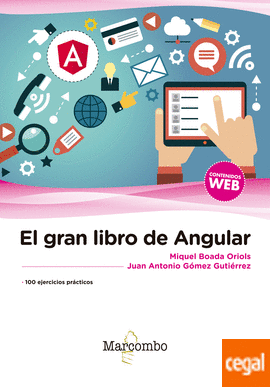 A
CONTENIDOS
WEB
El gran libro de Angular
Miquel Boada Oriols
Juan Antonio Gómez Gutiérrez
· 100 ejercicios prácticos
Marcombo
cegal